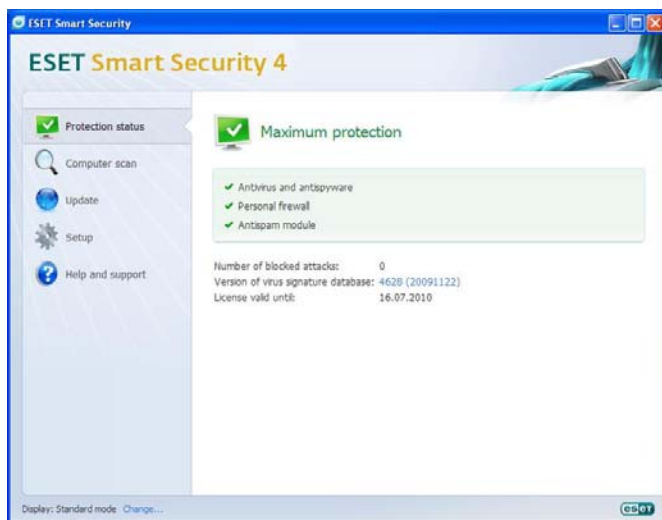 ESET Smart Security
ESET Smart Security 4
Protection status
Computer scan
Update
Setup
Help and support
Maximum protection
Antivirus and antispyware
Personal firewall
Antispam module
Number of blocked attacks: 0
Version of virus signature database: 4628 (20091122)
License valid until: 16.07.2010
Display: Standard mode Change...
eset